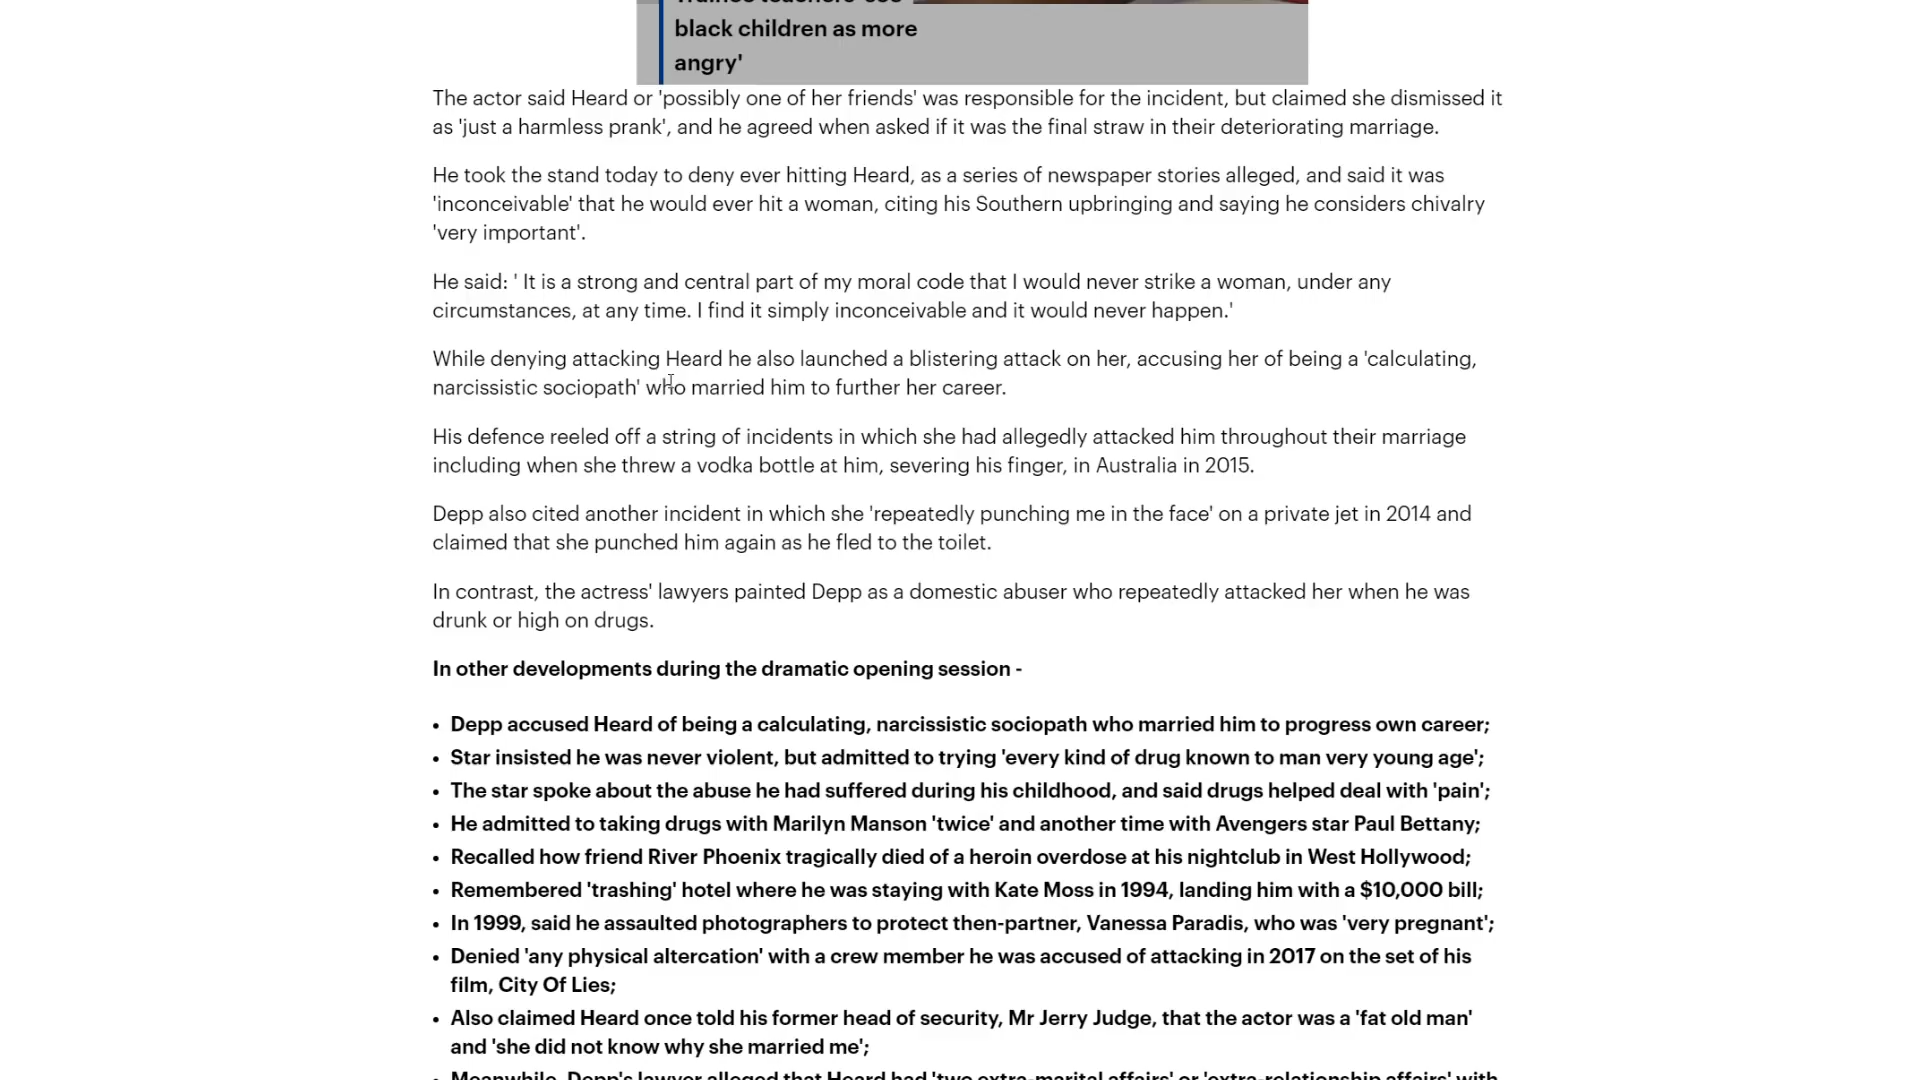 black children as more
angry'
The actor said Heard or 'possibly one of her friends' was responsible for the incident, but claimed she dismissed it
as 'just a harmless prank', and he agreed when asked if it was the final straw in their deteriorating marriage.
He took the stand today to deny ever hitting Heard, as a series of newspaper stories alleged, and said it was
'inconceivable' that he would ever hit a woman, citing his Southern upbringing and saying he considers chivalry
'very important'.
He said: ' It is a strong and central part of my moral code that I would never strike a woman, under any
circumstances, at any time. I find it simply inconceivable and it would never happen.'
While denying attacking Heard he also launched a blistering attack on her, accusing her of being a 'calculating,
narcissistic sociopath' who married him to further her career.
His defence reeled off a string of incidents in which she had allegedly attacked him throughout their marriage
including when she threw a vodka bottle at him, severing his finger, in Australia in 2015.
Depp also cited another incident in which she 'repeatedly punching me in the face' on a private jet in 2014 and
claimed that she punched him again as he fled to the toilet.
In contrast, the actress' lawyers painted Depp as a domestic abuser who repeatedly attacked her when he was
drunk or high on drugs.
In other developments during the dramatic opening session -
• Depp accused Heard of being a calculating, narcissistic sociopath who married him to progress own career;
• Star insisted he was never violent, but admitted to trying 'every kind of drug known to man very young age';
• The star spoke about the abuse he had suffered during his childhood, and said drugs helped deal with 'pain';
• He admitted to taking drugs with Marilyn Manson 'twice' and another time with Avengers star Paul Bettany;
• Recalled how friend River Phoenix tragically died of a heroin overdose at his nightclub in West Hollywood;
• Remembered 'trashing' hotel where he was staying with Kate Moss in 1994, landing him with a $10,000 bill;
• In 1999, said he assaulted photographers to protect then-partner, Vanessa Paradis, who was 'very pregnant';
• Denied 'any physical altercation' with a crew member he was accused of attacking in 2017 on the set of his
film, City Of Lies;
• Also claimed Heard once told his former head of security, Mr Jerry Judge, that the actor was a 'fat old man'
and 'she did not know why she married me';
• Meanwhile, Depp's lawyer alleged that Heard had 'two extra-marital affairs' or 'extra-relationship affairs' with